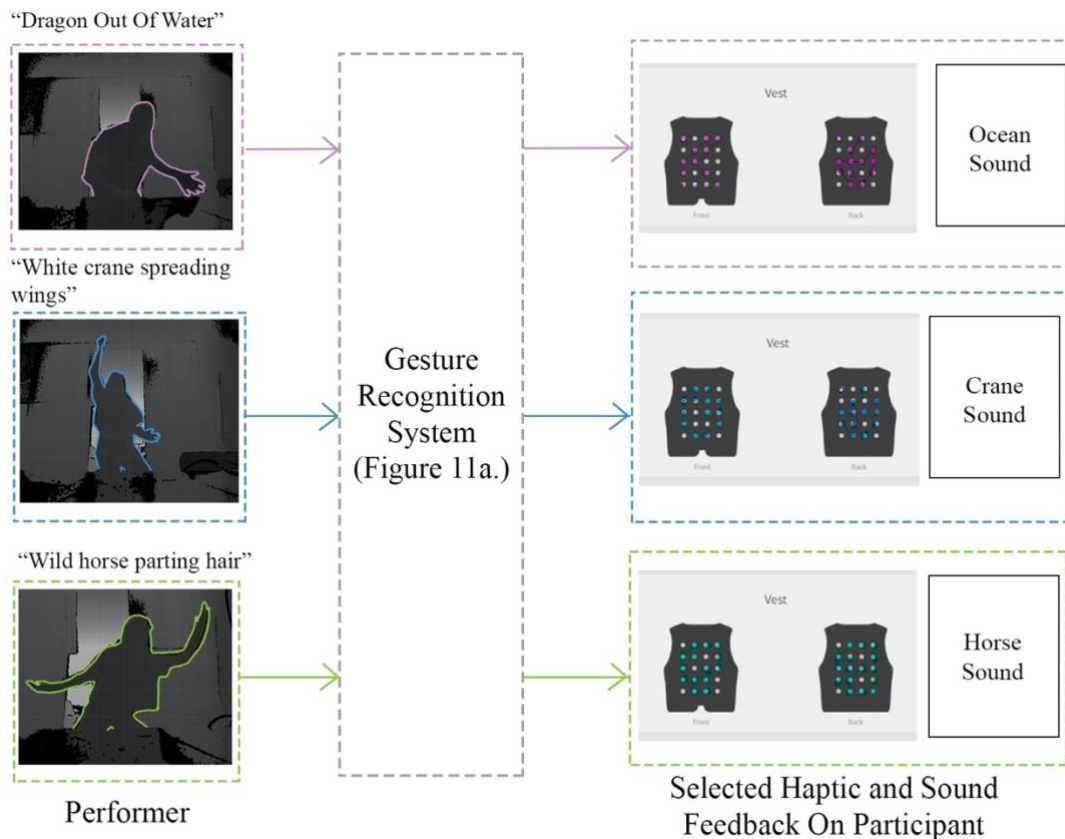 “Dragon Out Of Water”
Vest
Front
Back
Ocean
Sound
“White crane spreading
wings”
Gesture
Recognition
System
(Figure 11a.)
Vest
Front
Back
Crane
Sound
“Wild horse parting hair”
Vest
Front
Back
Horse
Sound
Performer
Selected Haptic and Sound
Feedback On Participant